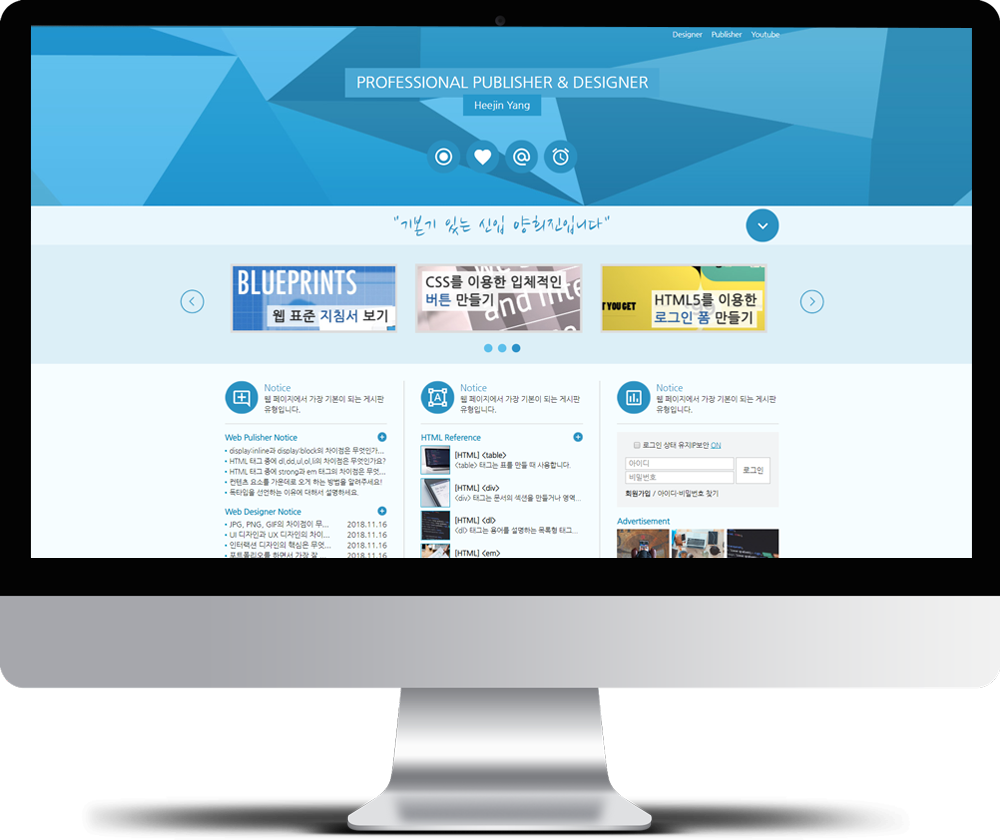 Designer Publisher Youtube
PROFESSIONAL PUBLISHER & DESIGNER
Heejin Yang
"기본기 있는 신입 양희진입니다"
BLUEPRINTS
웹 표준 지침서 보기
CSS를 이용한 입체적인
버튼 만들기
and inte
T YOU GET
HTML5를 이용한
로그인 폼 만들기
Notice
웹 페이지에서 가장 기본이 되는 게시판
유형입니다.
Web Pulisher Notice
display:inline과 display:block의 차이점은 무엇인가...
HTML 태그 중에 dl,dd,ul,ol,li의 차이점은 무엇인가요?
HTML 태그 중에 strong과 em 태그의 차이점은 무엇...
컨텐츠 요소를 가운데로 오게 하는 방법을 알려주세요!
독타입을 선언하는 이유에 대해서 설명하세요.
Web Designer Notice
JPG, PNG, GIF의 차이점이 무... 2018.11.16
UI 디자인과 UX 디자인의 차이... 2018.11.16
인터랙션 디자인의 핵심은 무엇... 2018.11.16
포트폴리오를 하면서 가장 잘... 2018.11.16
Notice
웹 페이지에서 가장 기본이 되는 게시판
유형입니다.
HTML Reference
[HTML] <table>
<table> 태그는 표를 만들 때 사용합니다.
[HTML] <div>
<div> 태그는 문서의 섹션을 만들거나 영역...
[HTML] <dl>
<dl> 태그는 용어를 설명하는 목록형 태그...
[HTML] <em>
Notice
웹 페이지에서 가장 기본이 되는 게시판
유형입니다.
로그인 상태 유지IP보안 ON
아이디
비밀번호
로그인
회원가입 / 아이디·비밀번호 찾기
Advertisement